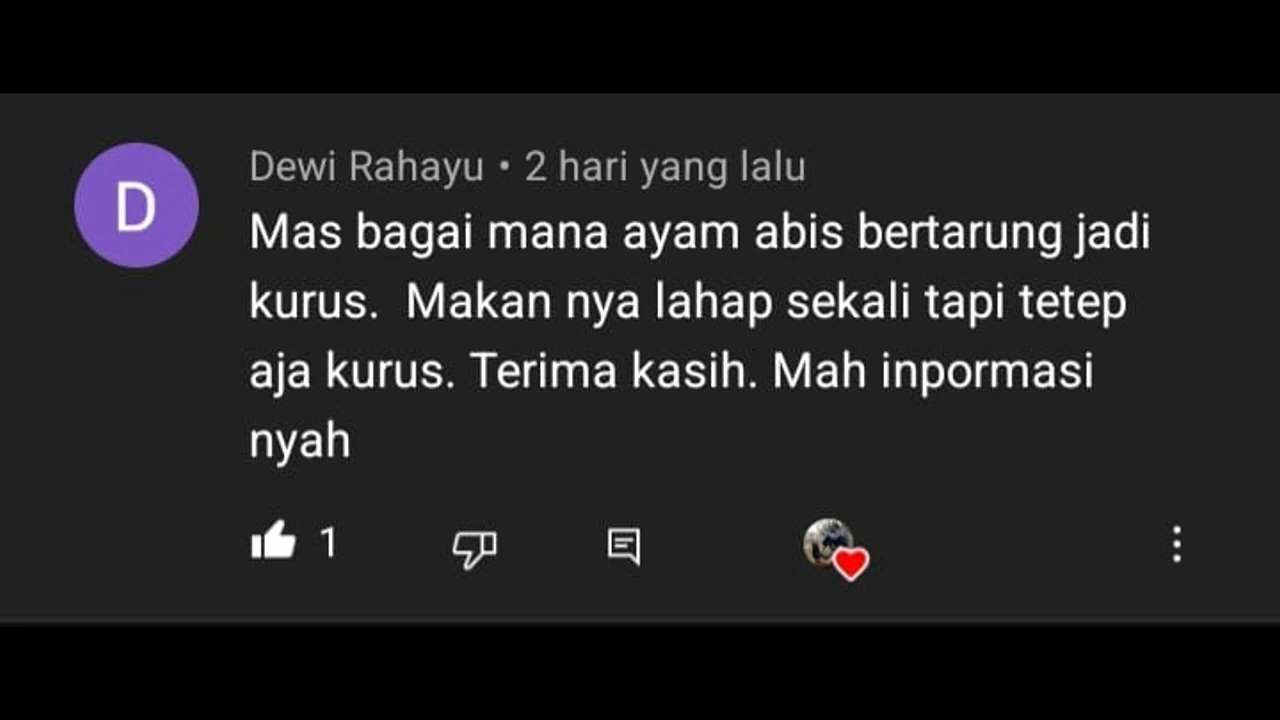 D
Dewi Rahayu • 2 hari yang lalu
Mas bagai mana ayam abis bertarung jadi
kurus.  Makan nya lahap sekali tapi tetep
aja kurus. Terima kasih. Mah inpormasi
nyah
1